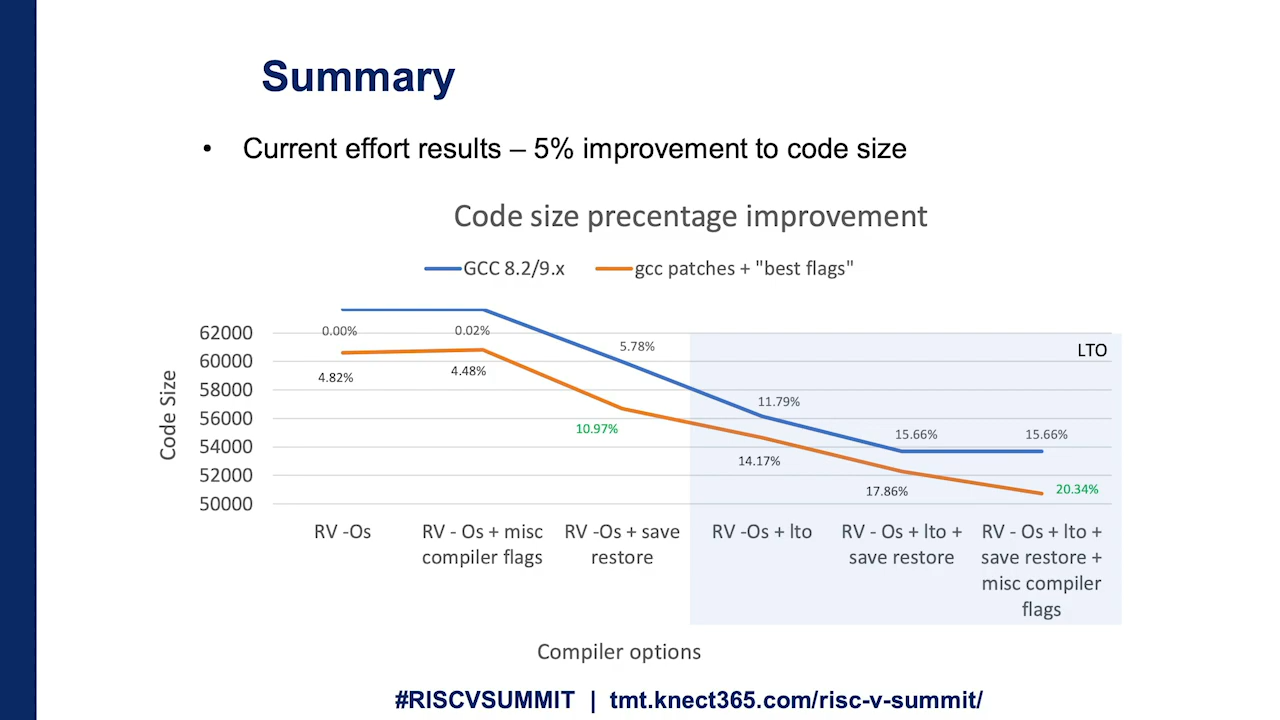 Summary
• Current effort results – 5% improvement to code size
Code size precentage improvement
GCC 8.2/9.x
gcc patches + "best flags"
62000
60000
58000
56000
54000
52000
50000
Code Size
0.00%
0.02%
5.78%
11.79%
15.66%
15.66%
4.82%
4.48%
10.97%
14.17%
17.86%
20.34%
LTO
RV -Os
RV - Os + misc
compiler flags
RV -Os + save
restore
RV -Os + lto
RV - Os + lto +
save restore
RV - Os + lto +
save restore +
misc compiler
flags
Compiler options
#RISCVSUMMIT | tmt.knect365.com/risc-v-summit/